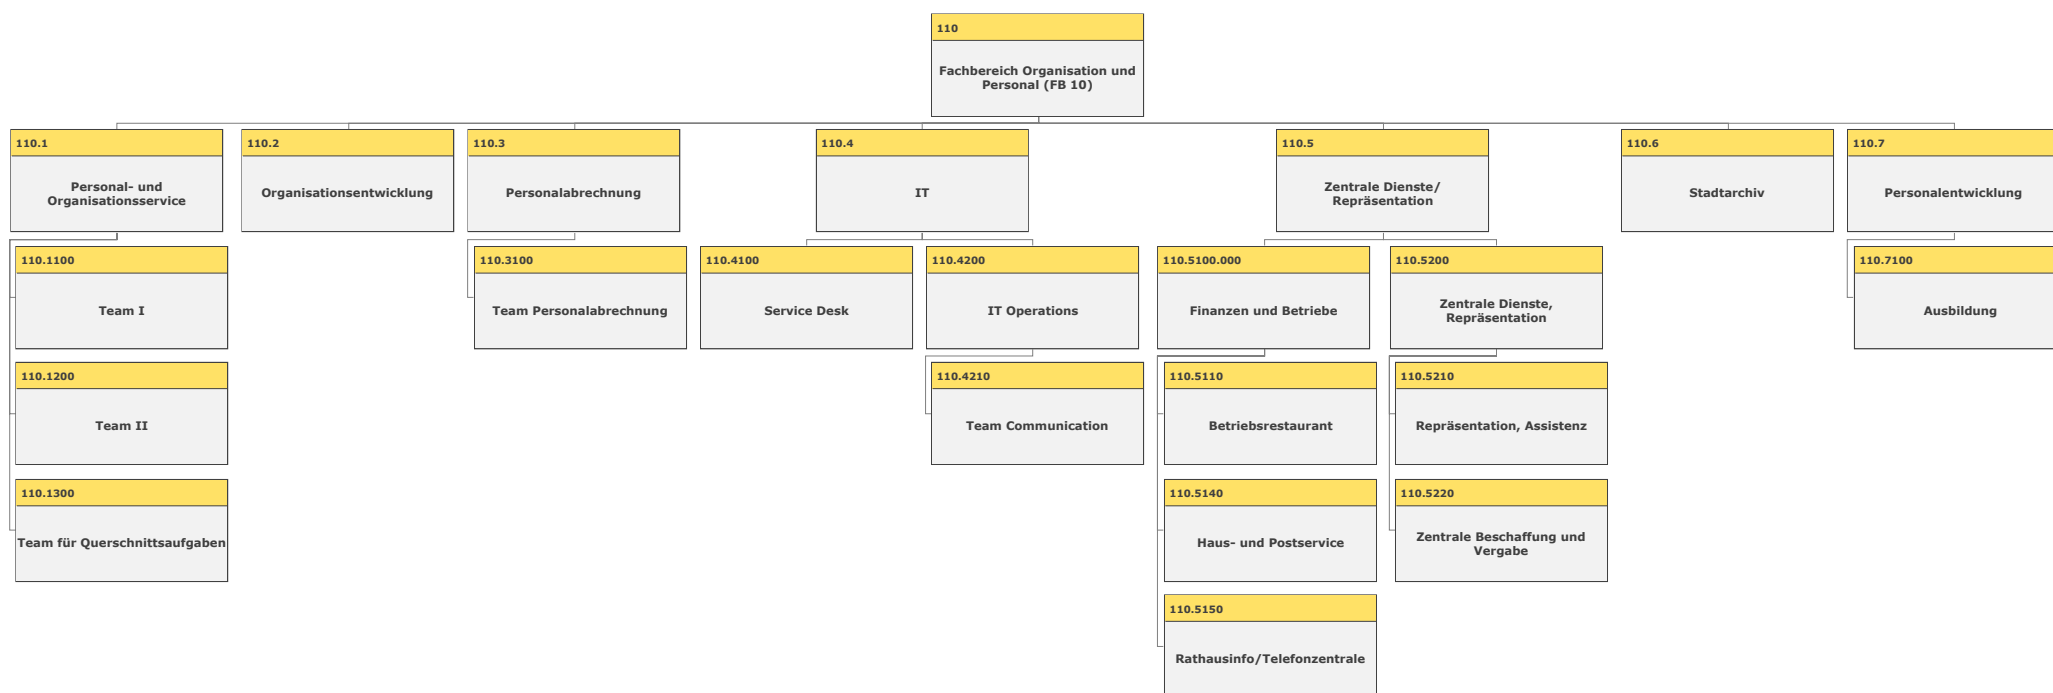 110
Fachbereich Organisation und
Personal (FB 10)
110.1
Personal- und
Organisationsservice
110.2
Organisationsentwicklung
110.3
Personalabrechnung
110.4
IT
110.5
Zentrale Dienste/
Repräsentation
110.6
Stadtarchiv
110.7
Personalentwicklung
110.1100
Team I
110.3100
Team Personalabrechnung
110.4100
Service Desk
110.4200
IT Operations
110.5100.000
Finanzen und Betriebe
110.5200
Zentrale Dienste,
Repräsentation
110.7100
Ausbildung
110.1200
Team II
110.4210
Team Communication
110.5110
Betriebsrestaurant
110.5210
Repräsentation, Assistenz
110.1300
Team für Querschnittsaufgaben
110.5140
Haus- und Postservice
110.5220
Zentrale Beschaffung und
Vergabe
110.5150
Rathausinfo/Telefonzentrale